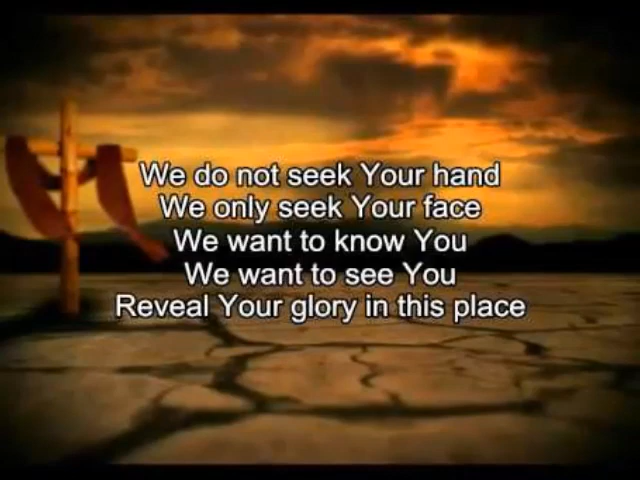 We do not seek Your hand
We only seek Your face
We want to know You
We want to see You
Reveal Your glory in this place